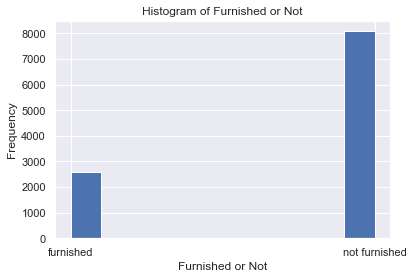 Histogram of Furnished or Not
8000
7000
6000
5000
4000
3000
2000
1000
0
Frequency
furnished
not furnished
Furnished or Not